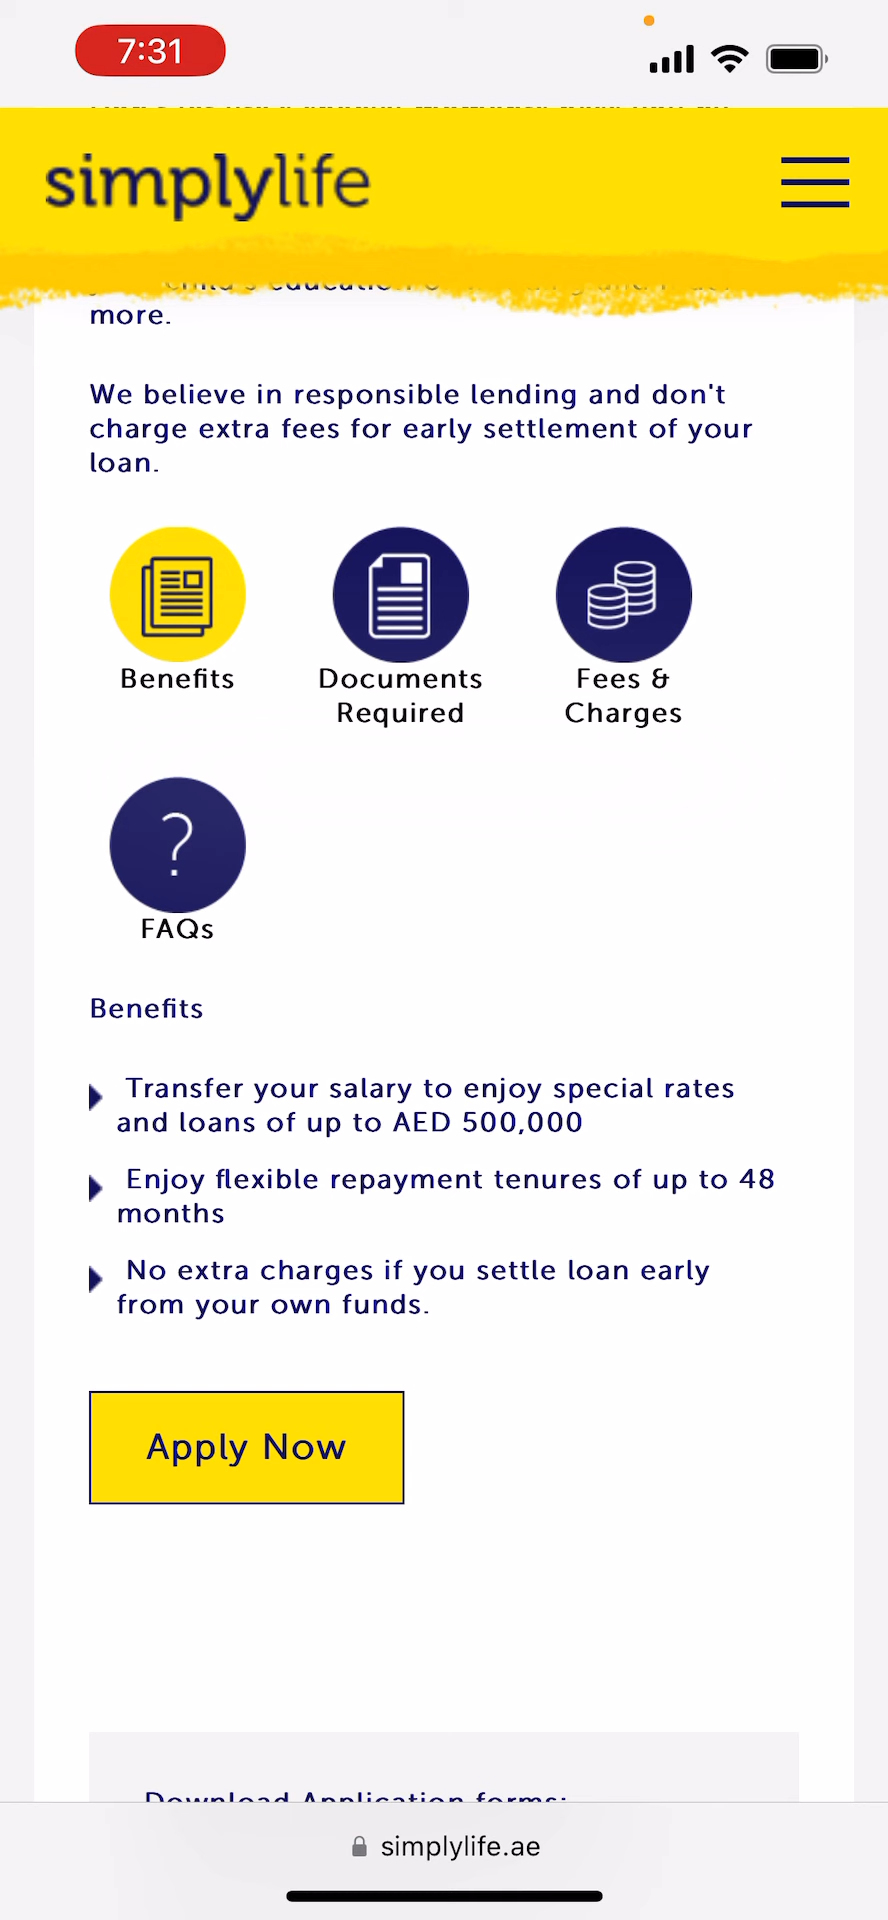 7:31
simplylife
more.
We believe in responsible lending and don't
charge extra fees for early settlement of your
loan.
Benefits
Documents
Required
Fees &
Charges
?
FAQs
Benefits
Transfer your salary to enjoy special rates
and loans of up to AED 500,000
Enjoy flexible repayment tenures of up to 48
months
No extra charges if you settle loan early
from your own funds.
Apply Now
Download Application forms:
simplylife.ae